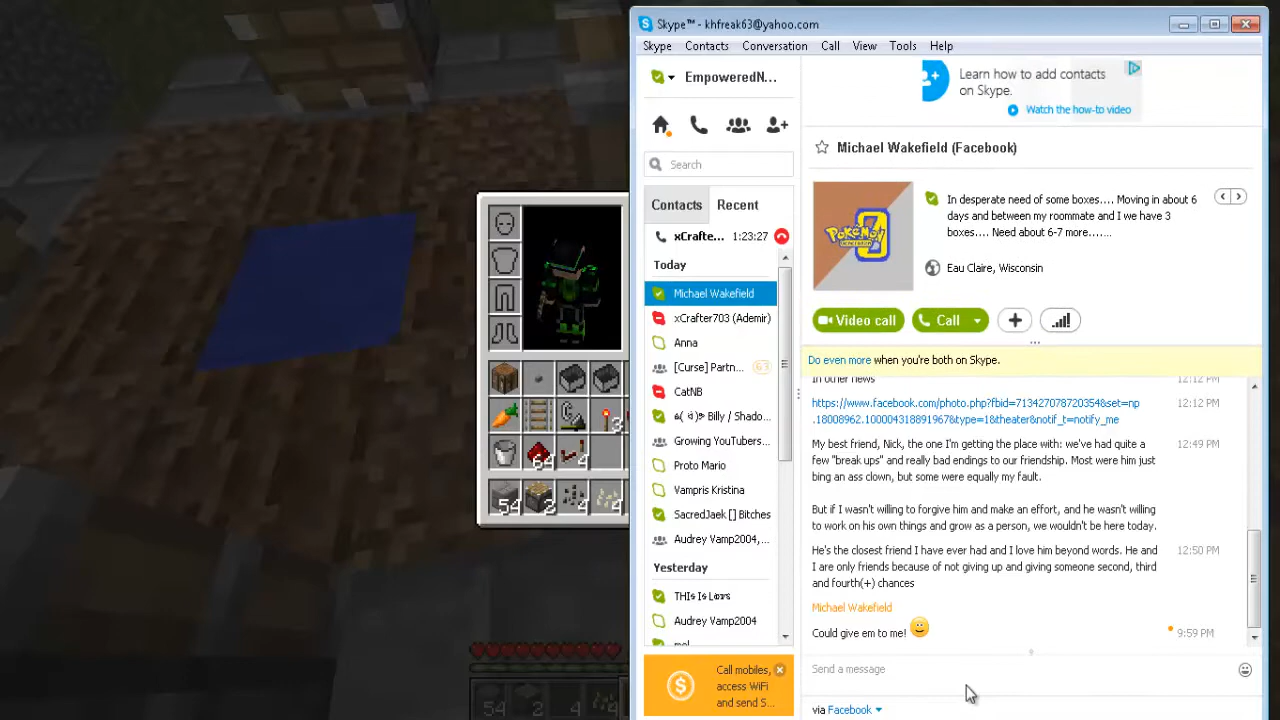 Skype™ - khfreak63@yahoo.com
Skype Contacts Conversation Call View Tools Help
EmpoweredN...
Learn how to add contacts
on Skype.
Watch the how-to video
Search
Contacts Recent
xCrafte... 1:23:27
Today
Michael Wakefield
xCrafter703 (Ademir)
Anna
[Curse] Partn... 63
CatNB
Billy / Shado...
Growing YouTubers...
Proto Mario
Vampris Kristina
SacredJaek [] Bitches
Audrey Vamp2004,...
Yesterday
Audrey Vamp2004
mel
Call mobiles,
access WiFi
and send S...
Michael Wakefield (Facebook)
POKéMON
In desperate need of some boxes.... Moving in about 6
days and between my roommate and I we have 3
boxes.... Need about 6-7 more....
Eau Claire, Wisconsin
Video call Call
Do even more when you're both on Skype.
In other news 12:12 PM
https://www.facebook.com/photo.php?fbid=713427078720354&set=np 12:12 PM
.18008962.100004318891967&type=1&theater&notif_t=notify_me
My best friend, Nick, the one I'm getting the place with: we've had quite a 12:49 PM
few "break ups" and really bad endings to our friendship. Most were him just
bing an ass clown, but some were equally my fault.
But if I wasn't willing to forgive him and make an effort, and he wasn't willing
to work on his own things and grow as a person, we wouldn't be here today.
He's the closest friend I have ever had and I love him beyond words. He and 12:50 PM
I are only friends because of not giving up and giving someone second, third
and fourth(+) chances
Michael Wakefield
Could give em to me! 9:59 PM
Send a message
via Facebook
3
64 4
54 2 4 4
54 2 4